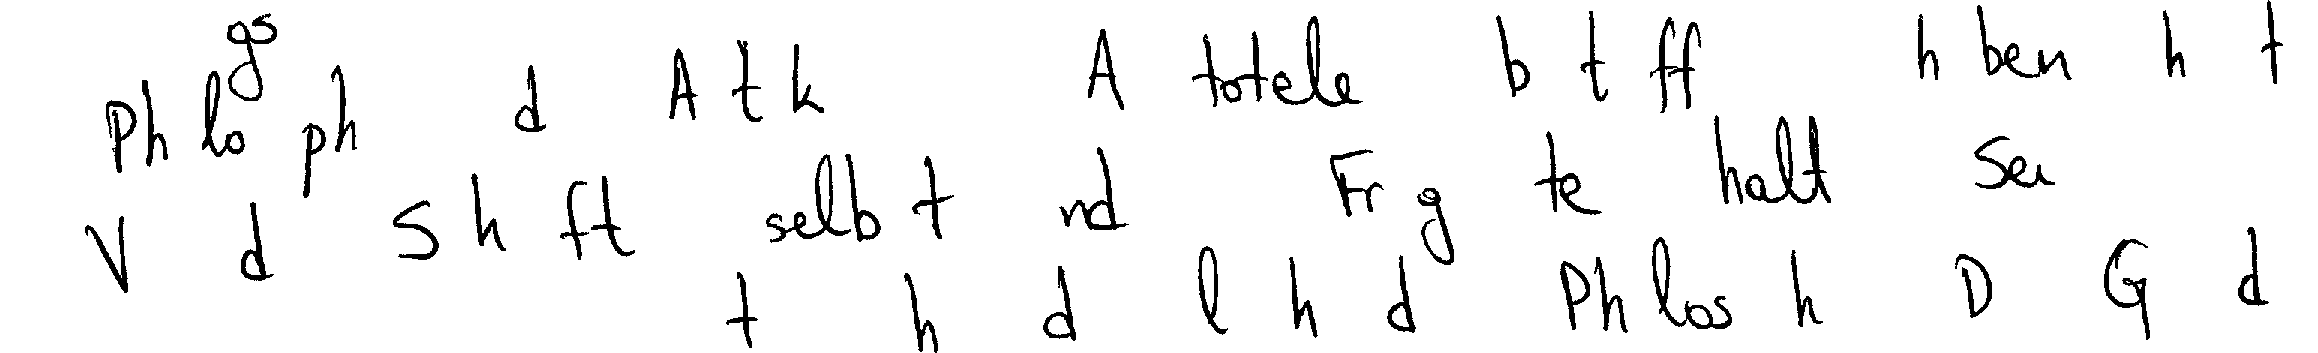 gs
Ph lo ph d A t k A totele b t ff h ben h t
V d S h ft selb t nd Fr g te halt Sei
t h d l h d Ph los h D G d